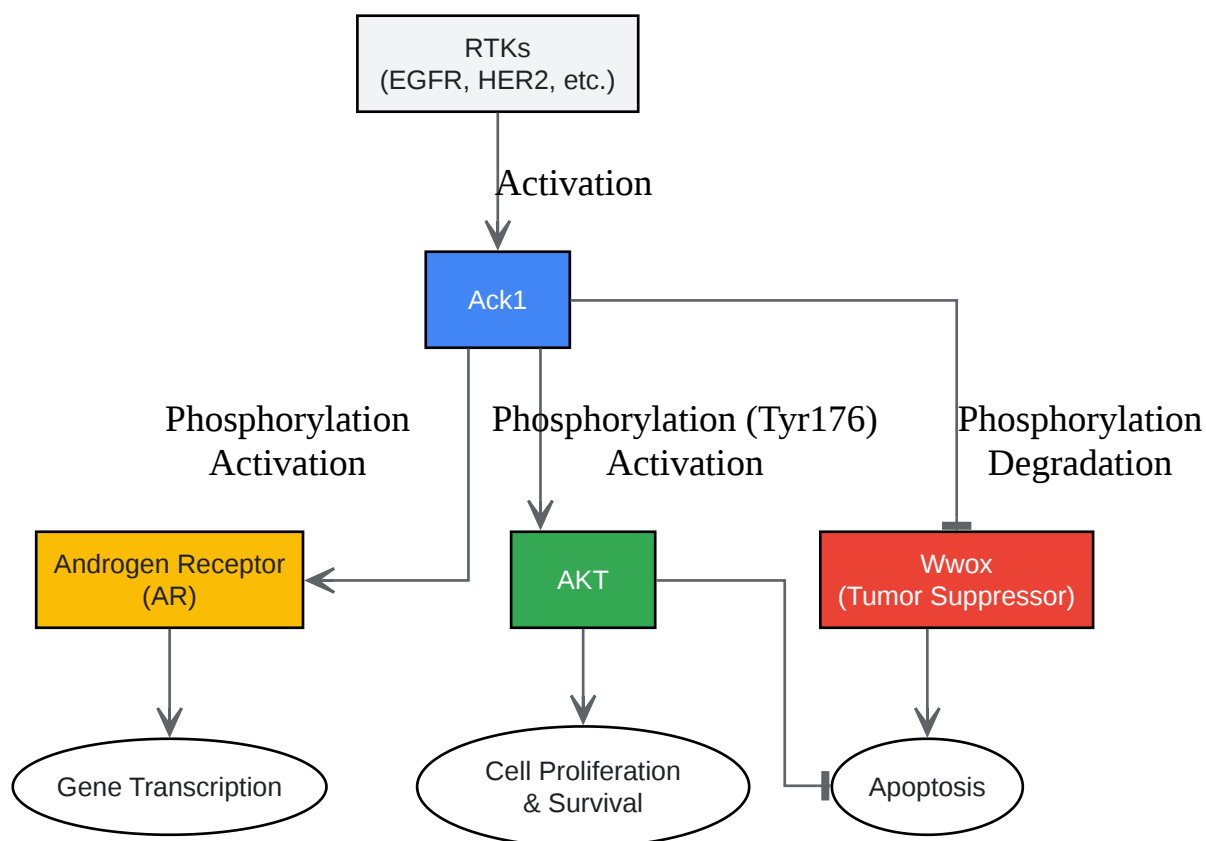 RTKs
(EGFR, HER2, etc.)
Activation
Ack1
Phosphorylation
Activation
Phosphorylation (Tyr176)
Activation
Phosphorylation
Degradation
Androgen Receptor
(AR)
AKT
Wwox
(Tumor Suppressor)
Gene Transcription
Cell Proliferation
& Survival
Apoptosis